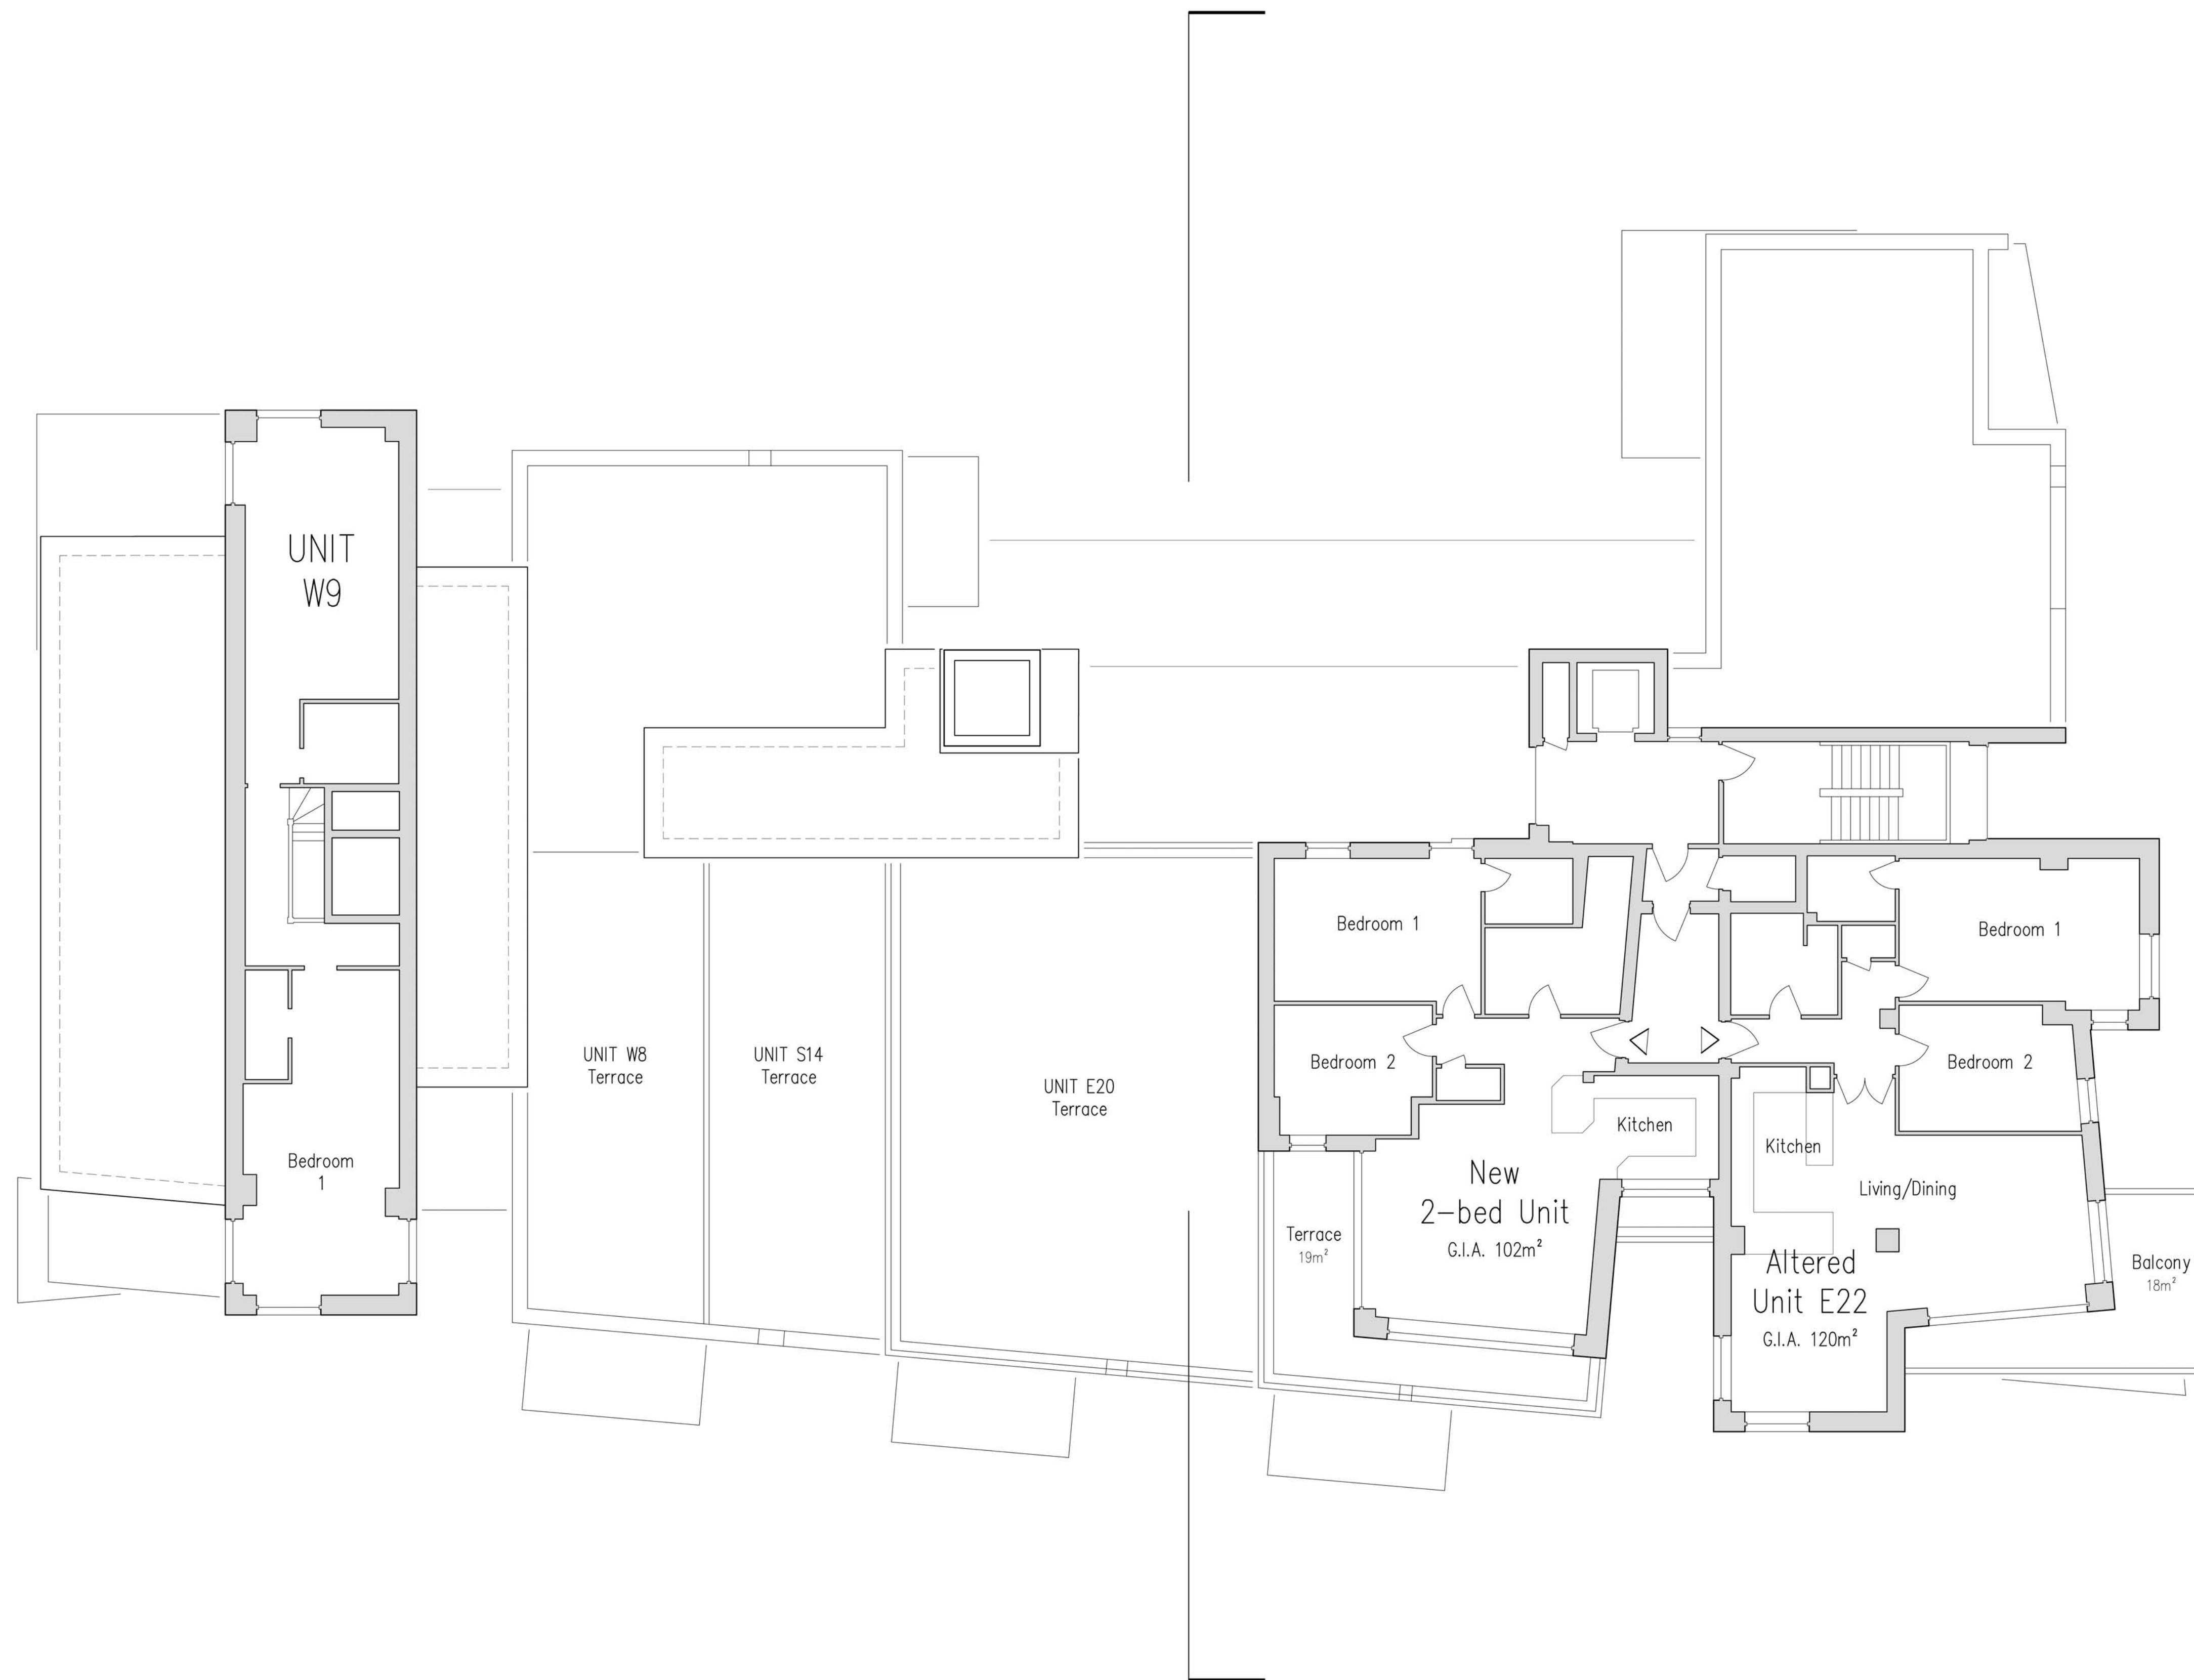 UNIT
W9
Bedroom
1
UNIT W8
Terrace
UNIT S14
Terrace
UNIT E20
Terrace
Bedroom 1
Bedroom 2
Kitchen
New
2-bed Unit
G.I.A. 102m²
Terrace
19m²
Bedroom 1
Bedroom 2
Kitchen
Living/Dining
Altered
Unit E22
G.I.A. 120m²
Balcony
18m²